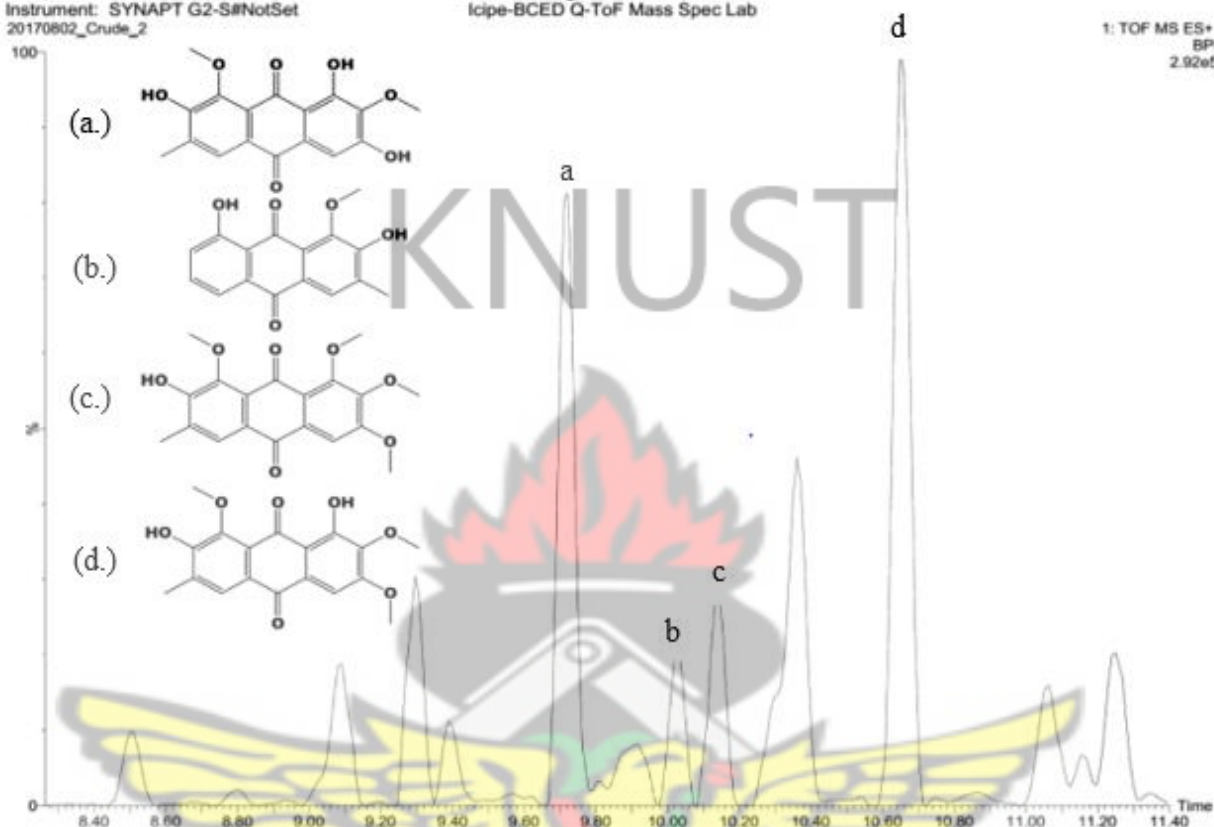 Instrument: SYNAPT G2-S#NotSet
Icipe-BCED Q-ToF Mass Spec Lab
20170802_Crude_2
1: TOF MS ES+
BP
2.92e5
100
%
0
(a.)
O
O
OH
HO
O
OH
O
(b.)
OH
O
O
OH
O
(c.)
O
O
O
HO
O
O
O
(d.)
O
O
OH
HO
O
O
O
a
b
c
d
KNUST
8.40 8.60 8.80 9.00 9.20 9.40 9.60 9.80 10.00 10.20 10.40 10.60 10.80 11.00 11.20 11.40
Time